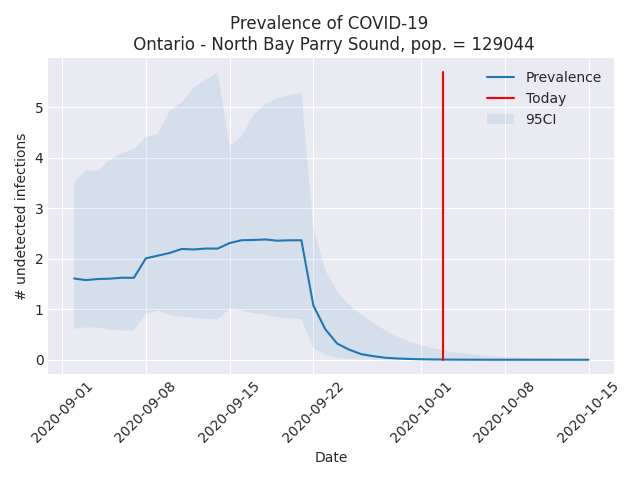 Prevalence of COVID-19
Ontario - North Bay Parry Sound, pop. = 129044
Prevalence
Today
95CI
# undetected infections
5
4
3
2
1
0
2020-09-01
2020-09-08
2020-09-15
2020-09-22
2020-10-01
2020-10-08
2020-10-15
Date